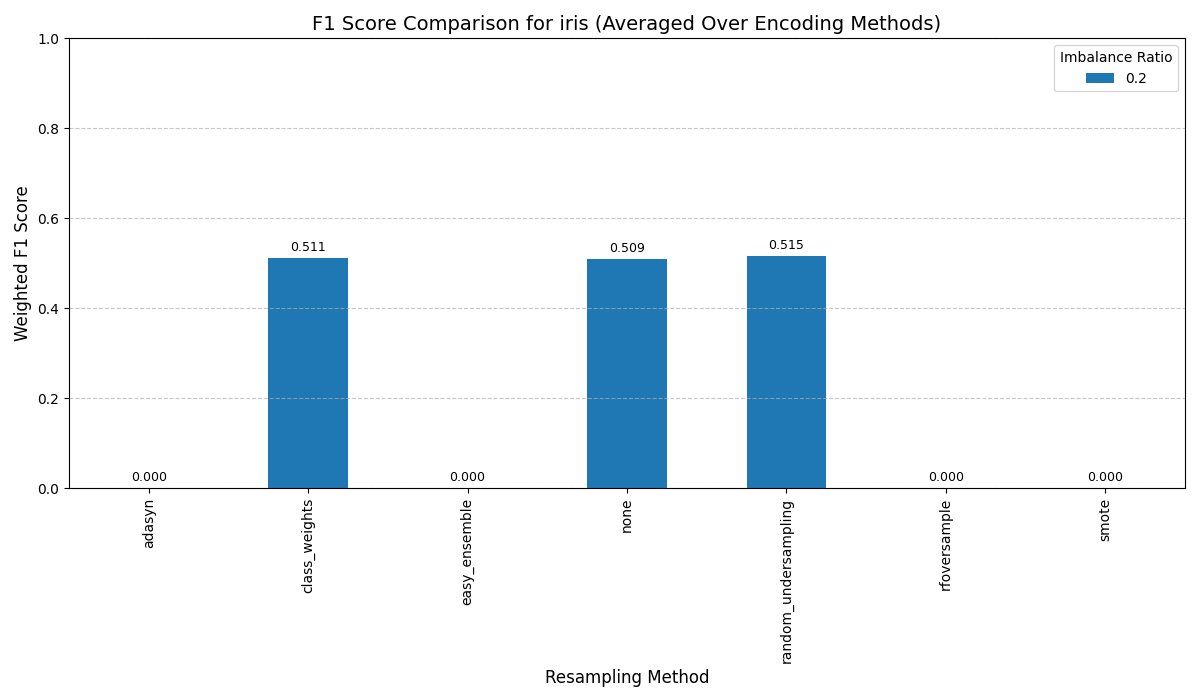 F1 Score Comparison for iris (Averaged Over Encoding Methods)
Imbalance Ratio
0.2
Weighted F1 Score
1.0
0.8
0.6
0.4
0.2
0.0
0.000
0.511
0.000
0.509
0.515
0.000
0.000
adasyn
class_weights
easy_ensemble
none
random_undersampling
rfoversample
smote
Resampling Method